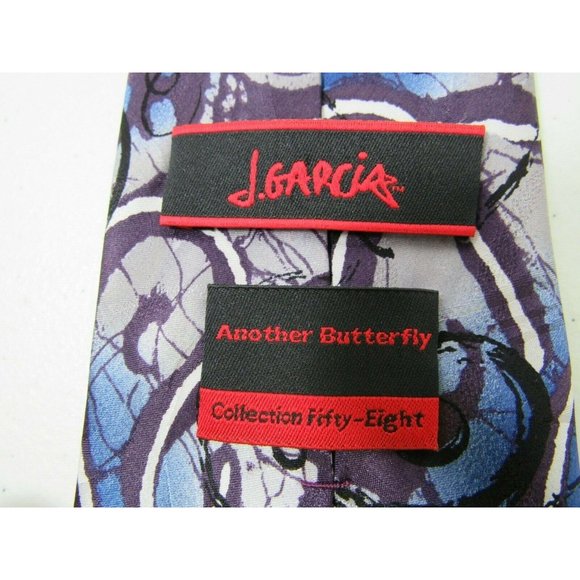 J.GARCIA™
Another Butterfly
Collection Fifty-Eight